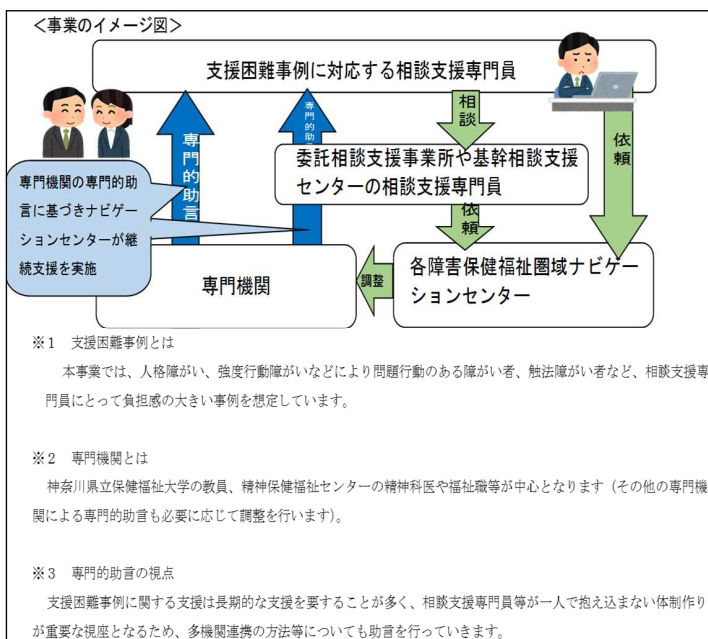 ＜事業のイメージ図＞
支援困難事例に対応する相談支援専門員
専門的助言
専門的助言
相談
依頼
委託相談支援事業所や基幹相談支援
センターの相談支援専門員
専門機関の専門的助
言に基づきナビゲー
ションセンターが継
続支援を実施
依頼
専門機関
調整
各障害保健福祉圏域ナビゲー
ションセンター
※１　支援困難事例とは
本事業では、人格障がい、強度行動障がいなどにより問題行動のある障がい者、触法障がい者など、相談支援専
門員にとって負担感の大きい事例を想定しています。
※２　専門機関とは
神奈川県立保健福祉大学の教員、精神保健福祉センターの精神科医や福祉職等が中心となります（その他の専門機
関による専門的助言も必要に応じて調整を行います）。
※３　専門的助言の視点
支援困難事例に関する支援は長期的な支援を要することが多く、相談支援専門員等が一人で抱え込まない体制作り
が重要な視座となるため、多機関連携の方法等についても助言を行っていきます。